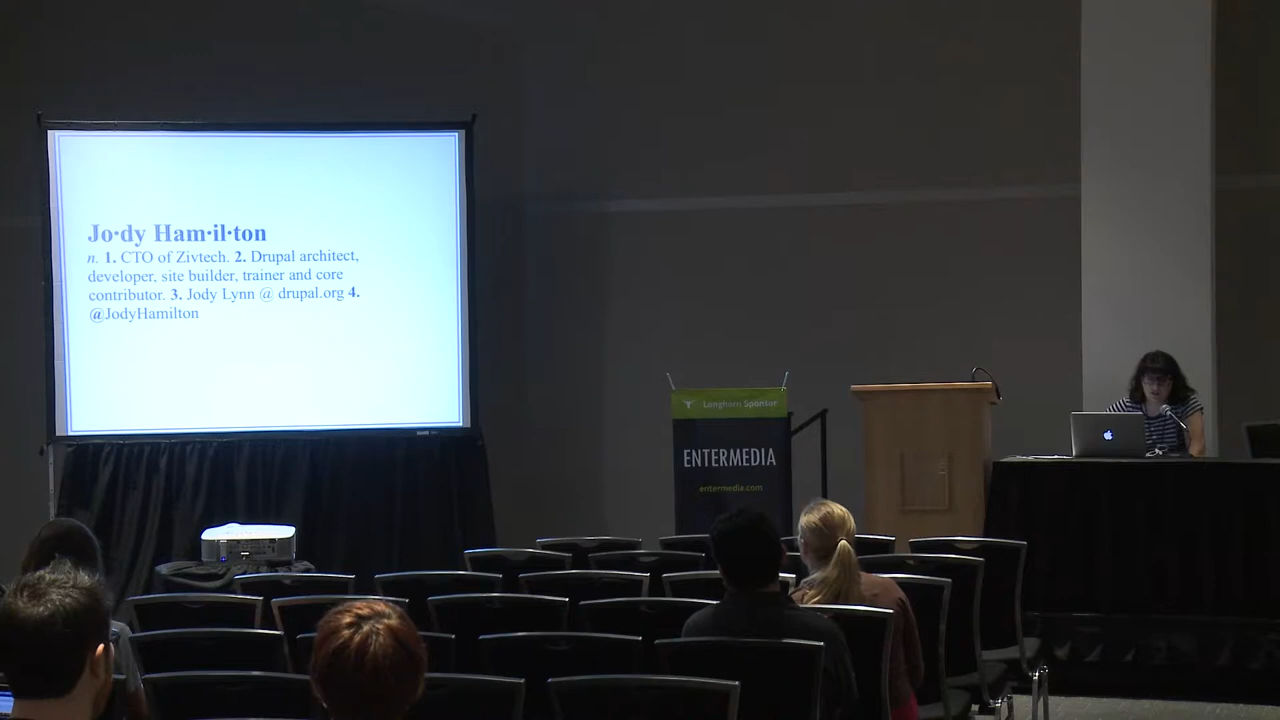 Jo·dy Ham·il·ton
n. 1. CTO of Zivtech. 2. Drupal architect,
developer, site builder, trainer and core
contributor. 3. Jody Lynn @ drupal.org 4.
@JodyHamilton
Longhorn Sponsor
ENTERMEDIA
entermedia.com